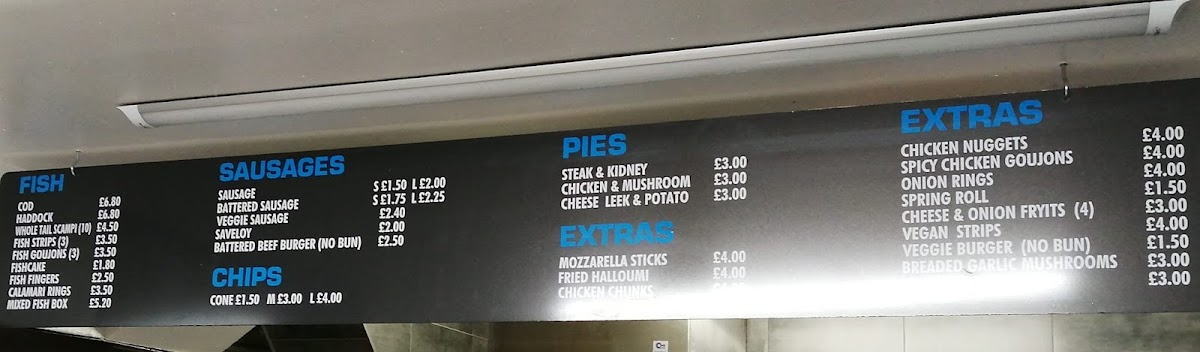 FISH
COD £6.80
HADDOCK £6.80
WHOLE TAIL SCAMPI (10) £4.50
FISH STRIPS (3) £3.50
FISH GOUJONS (3) £3.50
FISHCAKE £1.80
FISH FINGERS £2.50
CALAMARI RINGS £3.50
MIXED FISH BOX £5.20
SAUSAGES
SAUSAGE S £1.50 L £2.00
BATTERED SAUSAGE S £1.75 L £2.25
VEGGIE SAUSAGE £2.40
SAVELOY £2.00
BATTERED BEEF BURGER (NO BUN) £2.50
CHIPS
CONE £1.50 M £3.00 L £4.00
PIES
STEAK & KIDNEY £3.00
CHICKEN & MUSHROOM £3.00
CHEESE LEEK & POTATO £3.00
EXTRAS
MOZZARELLA STICKS £4.00
FRIED HALLOUMI £4.00
CHICKEN CHUNKS £4.00
EXTRAS
CHICKEN NUGGETS
SPICY CHICKEN GOUJONS
ONION RINGS
SPRING ROLL
CHEESE & ONION FRYITS (4)
VEGAN STRIPS
VEGGIE BURGER (NO BUN)
BREADED GARLIC MUSHROOMS
£4.00
£4.00
£4.00
£1.50
£3.00
£4.00
£1.50
£3.00
£3.00